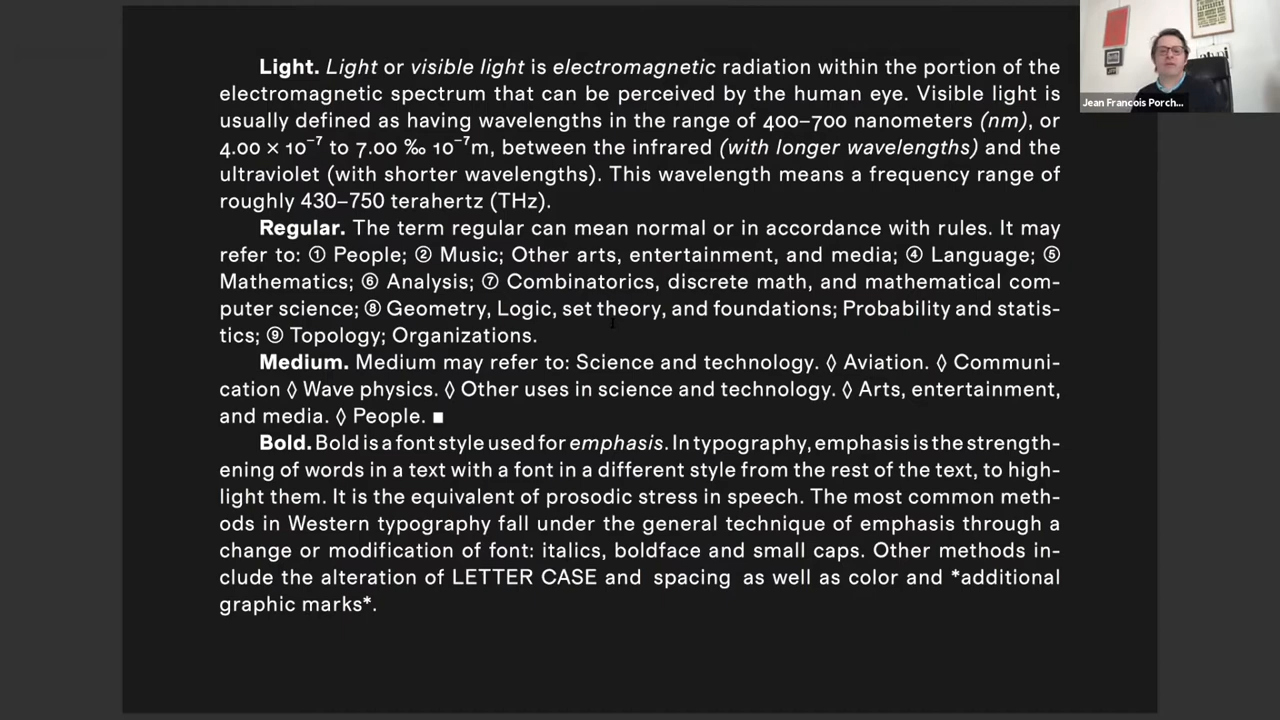 Light. Light or visible light is electromagnetic radiation within the portion of the
electromagnetic spectrum that can be perceived by the human eye. Visible light is
usually defined as having wavelengths in the range of 400–700 nanometers (nm), or
4.00 × 10⁻⁷ to 7.00 ‰ 10⁻⁷m, between the infrared (with longer wavelengths) and the
ultraviolet (with shorter wavelengths). This wavelength means a frequency range of
roughly 430–750 terahertz (THz).
Regular. The term regular can mean normal or in accordance with rules. It may
refer to: ① People; ② Music; Other arts, entertainment, and media; ④ Language; ⑤
Mathematics; ⑥ Analysis; ⑦ Combinatorics, discrete math, and mathematical com-
puter science; ⑧ Geometry, Logic, set theory, and foundations; Probability and statis-
tics; ⑨ Topology; Organizations.
Medium. Medium may refer to: Science and technology. ◊ Aviation. ◊ Communi-
cation ◊ Wave physics. ◊ Other uses in science and technology. ◊ Arts, entertainment,
and media. ◊ People. ■
Bold. Bold is a font style used for emphasis. In typography, emphasis is the strength-
ening of words in a text with a font in a different style from the rest of the text, to high-
light them. It is the equivalent of prosodic stress in speech. The most common meth-
ods in Western typography fall under the general technique of emphasis through a
change or modification of font: italics, boldface and small caps. Other methods in-
clude the alteration of LETTER CASE and spacing as well as color and *additional
graphic marks*.
Jean Francois Porch...